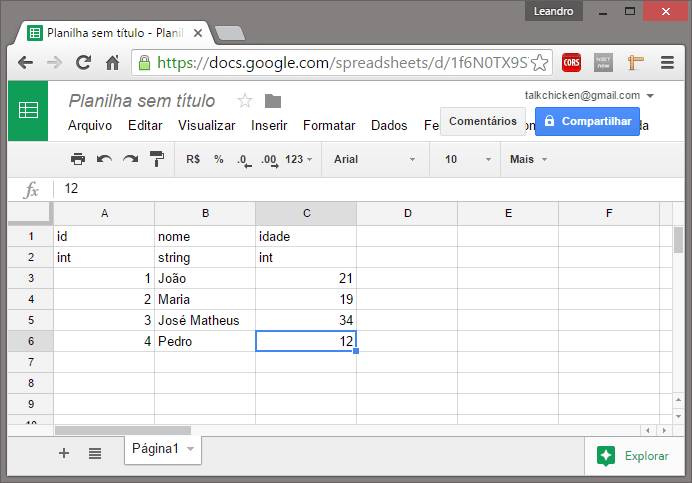 Leandro
Planilha sem título - Planil
https://docs.google.com/spreadsheets/d/1f6N0TX9S
CORS
Planilha sem título
talkchicken@gmail.com
Arquivo Editar Visualizar Inserir Formatar Dados Fe
Comentários
Compartilhar
da
R$ % .0 .00 123 Arial 10 Mais
fx 12
A B C D E F
1 id nome idade
2 int string int
3 1 João 21
4 2 Maria 19
5 3 José Matheus 34
6 4 Pedro 12
7
8
9
10
Página1
Explorar